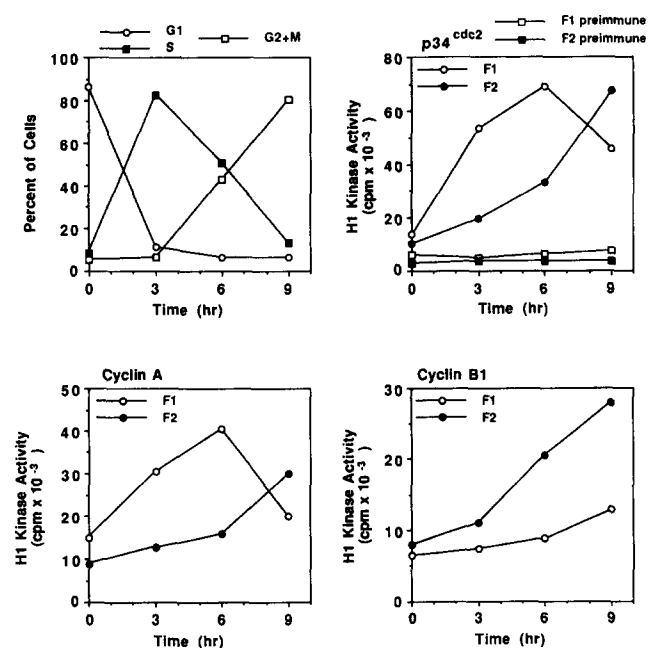 G1
S
G2+M
Percent of Cells
100
80
60
40
20
0
0 3 6 9
Time (hr)
p34 cdc2
F1 preimmune
F2 preimmune
F1
F2
H1 Kinase Activity
(cpm x 10 -3)
80
60
40
20
0
0 3 6 9
Time (hr)
Cyclin A
F1
F2
H1 Kinase Activity
(cpm x 10 -3)
50
40
30
20
10
0
0 3 6 9
Time (hr)
Cyclin B1
F1
F2
H1 Kinase Activity
(cpm x 10 -3)
30
20
10
0
0 3 6 9
Time (hr)